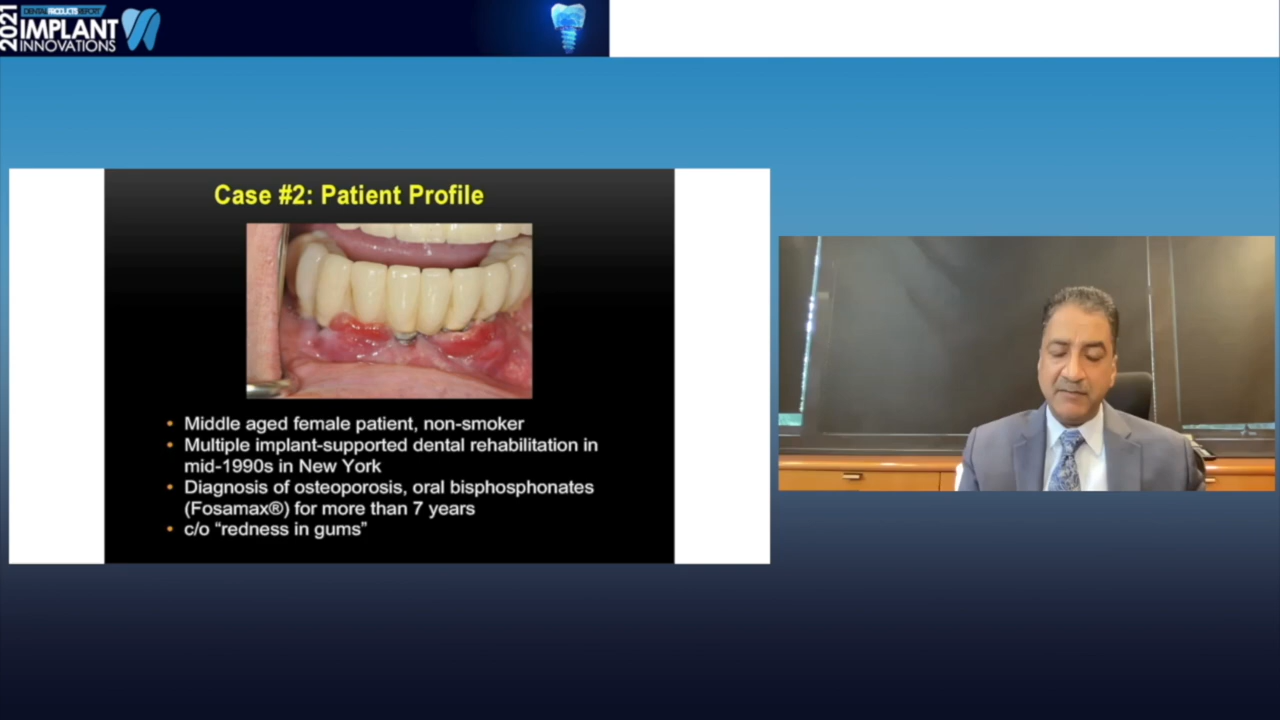 2021
DENTAL PRODUCTS REPORT
IMPLANT
INNOVATIONS
Case #2: Patient Profile
• Middle aged female patient, non-smoker
• Multiple implant-supported dental rehabilitation in
mid-1990s in New York
• Diagnosis of osteoporosis, oral bisphosphonates
(Fosamax®) for more than 7 years
• c/o “redness in gums”